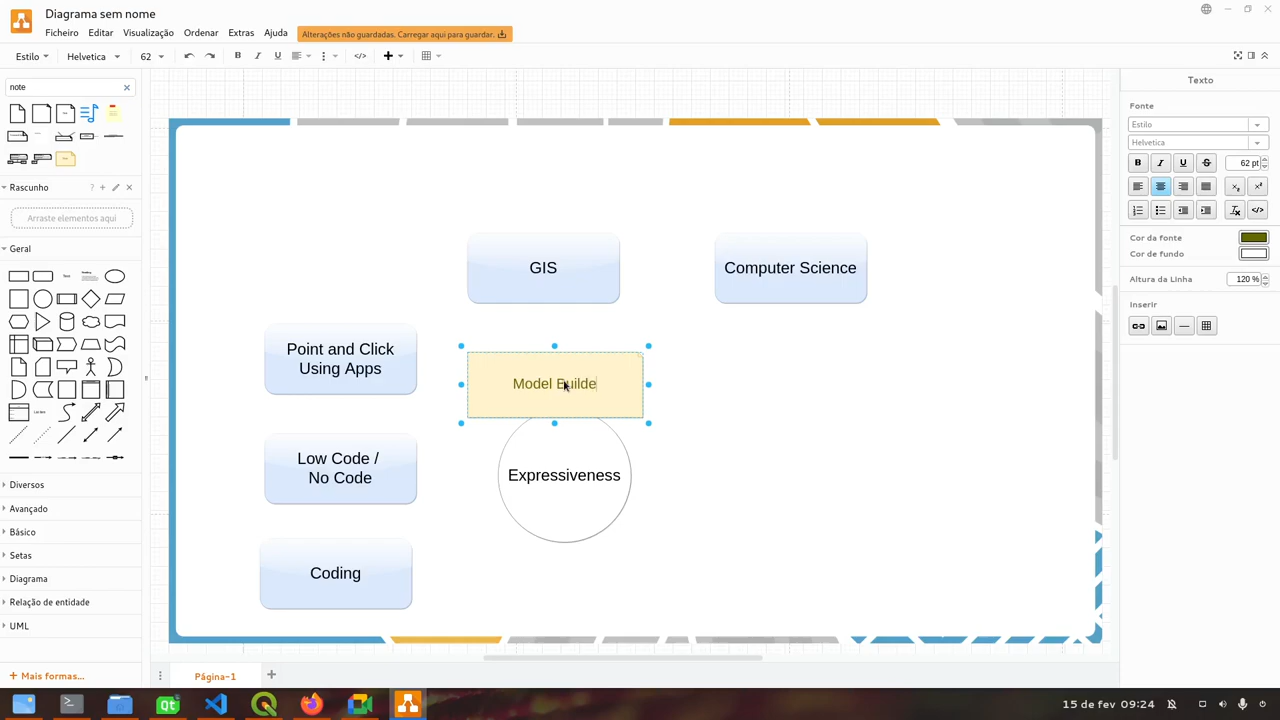 Diagrama sem nome
Ficheiro Editar Visualização Ordenar Extras Ajuda
Alterações não guardadas. Carregar aqui para guardar.
Estilo Helvetica 62 B I U
note
Rascunho
Arraste elementos aqui
Geral
Diversos
Avançado
Básico
Setas
Diagrama
Relação de entidade
UML
+ Mais formas...
GIS
Computer Science
Point and Click
Using Apps
Model Builde
Low Code /
No Code
Expressiveness
Coding
Página-1
Texto
Fonte
Estilo
Helvetica
B I U S 62 pt
Cor da fonte
Cor de fundo
Altura da Linha 120 %
Inserir
15 de fev 09:24